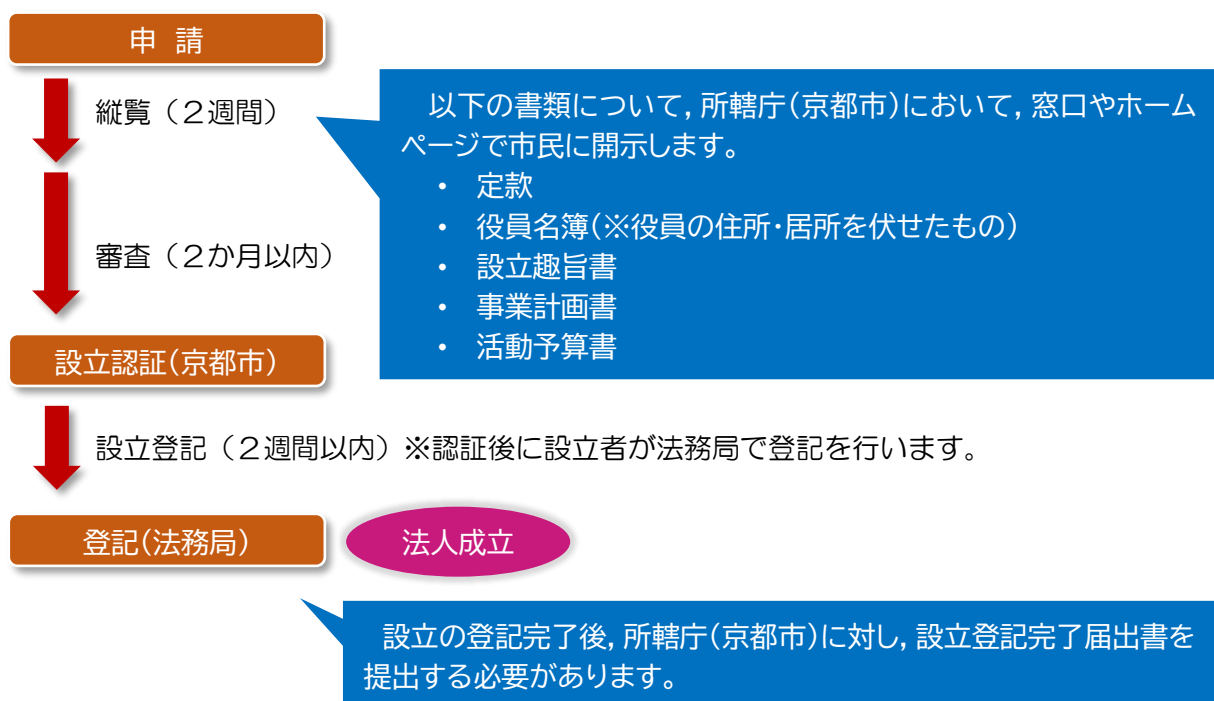 申 請
縦覧（２週間）
以下の書類について，所轄庁（京都市）において，窓口やホーム
ページで市民に開示します。
・ 定款
・ 役員名簿（※役員の住所・居所を伏せたもの）
・ 設立趣旨書
・ 事業計画書
・ 活動予算書
審査（２か月以内）
設立認証（京都市）
設立登記（２週間以内）※認証後に設立者が法務局で登記を行います。
登記（法務局）
法人成立
設立の登記完了後，所轄庁（京都市）に対し，設立登記完了届出書を
提出する必要があります。